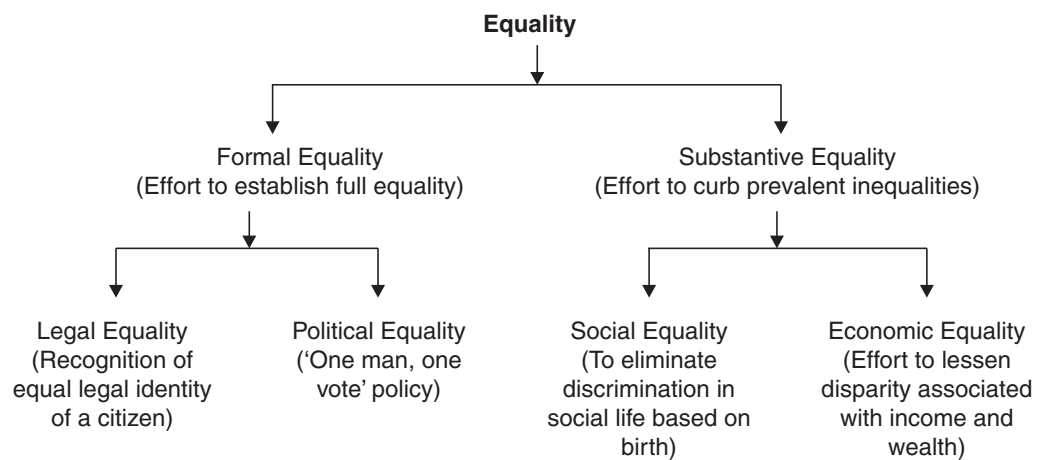 Equality
Formal Equality
(Effort to establish full equality)
Substantive Equality
(Effort to curb prevalent inequalities)
Legal Equality
(Recognition of
equal legal identity
of a citizen)
Political Equality
(‘One man, one
vote’ policy)
Social Equality
(To eliminate
discrimination in
social life based on
birth)
Economic Equality
(Effort to lessen
disparity associated
with income and
wealth)